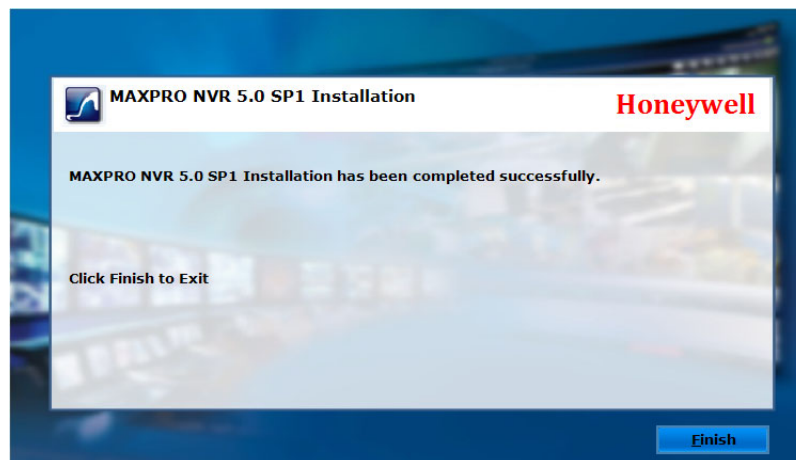 MAXPRO NVR 5.0 SP1 Installation
Honeywell
MAXPRO NVR 5.0 SP1 Installation has been completed successfully.
Click Finish to Exit
Finish